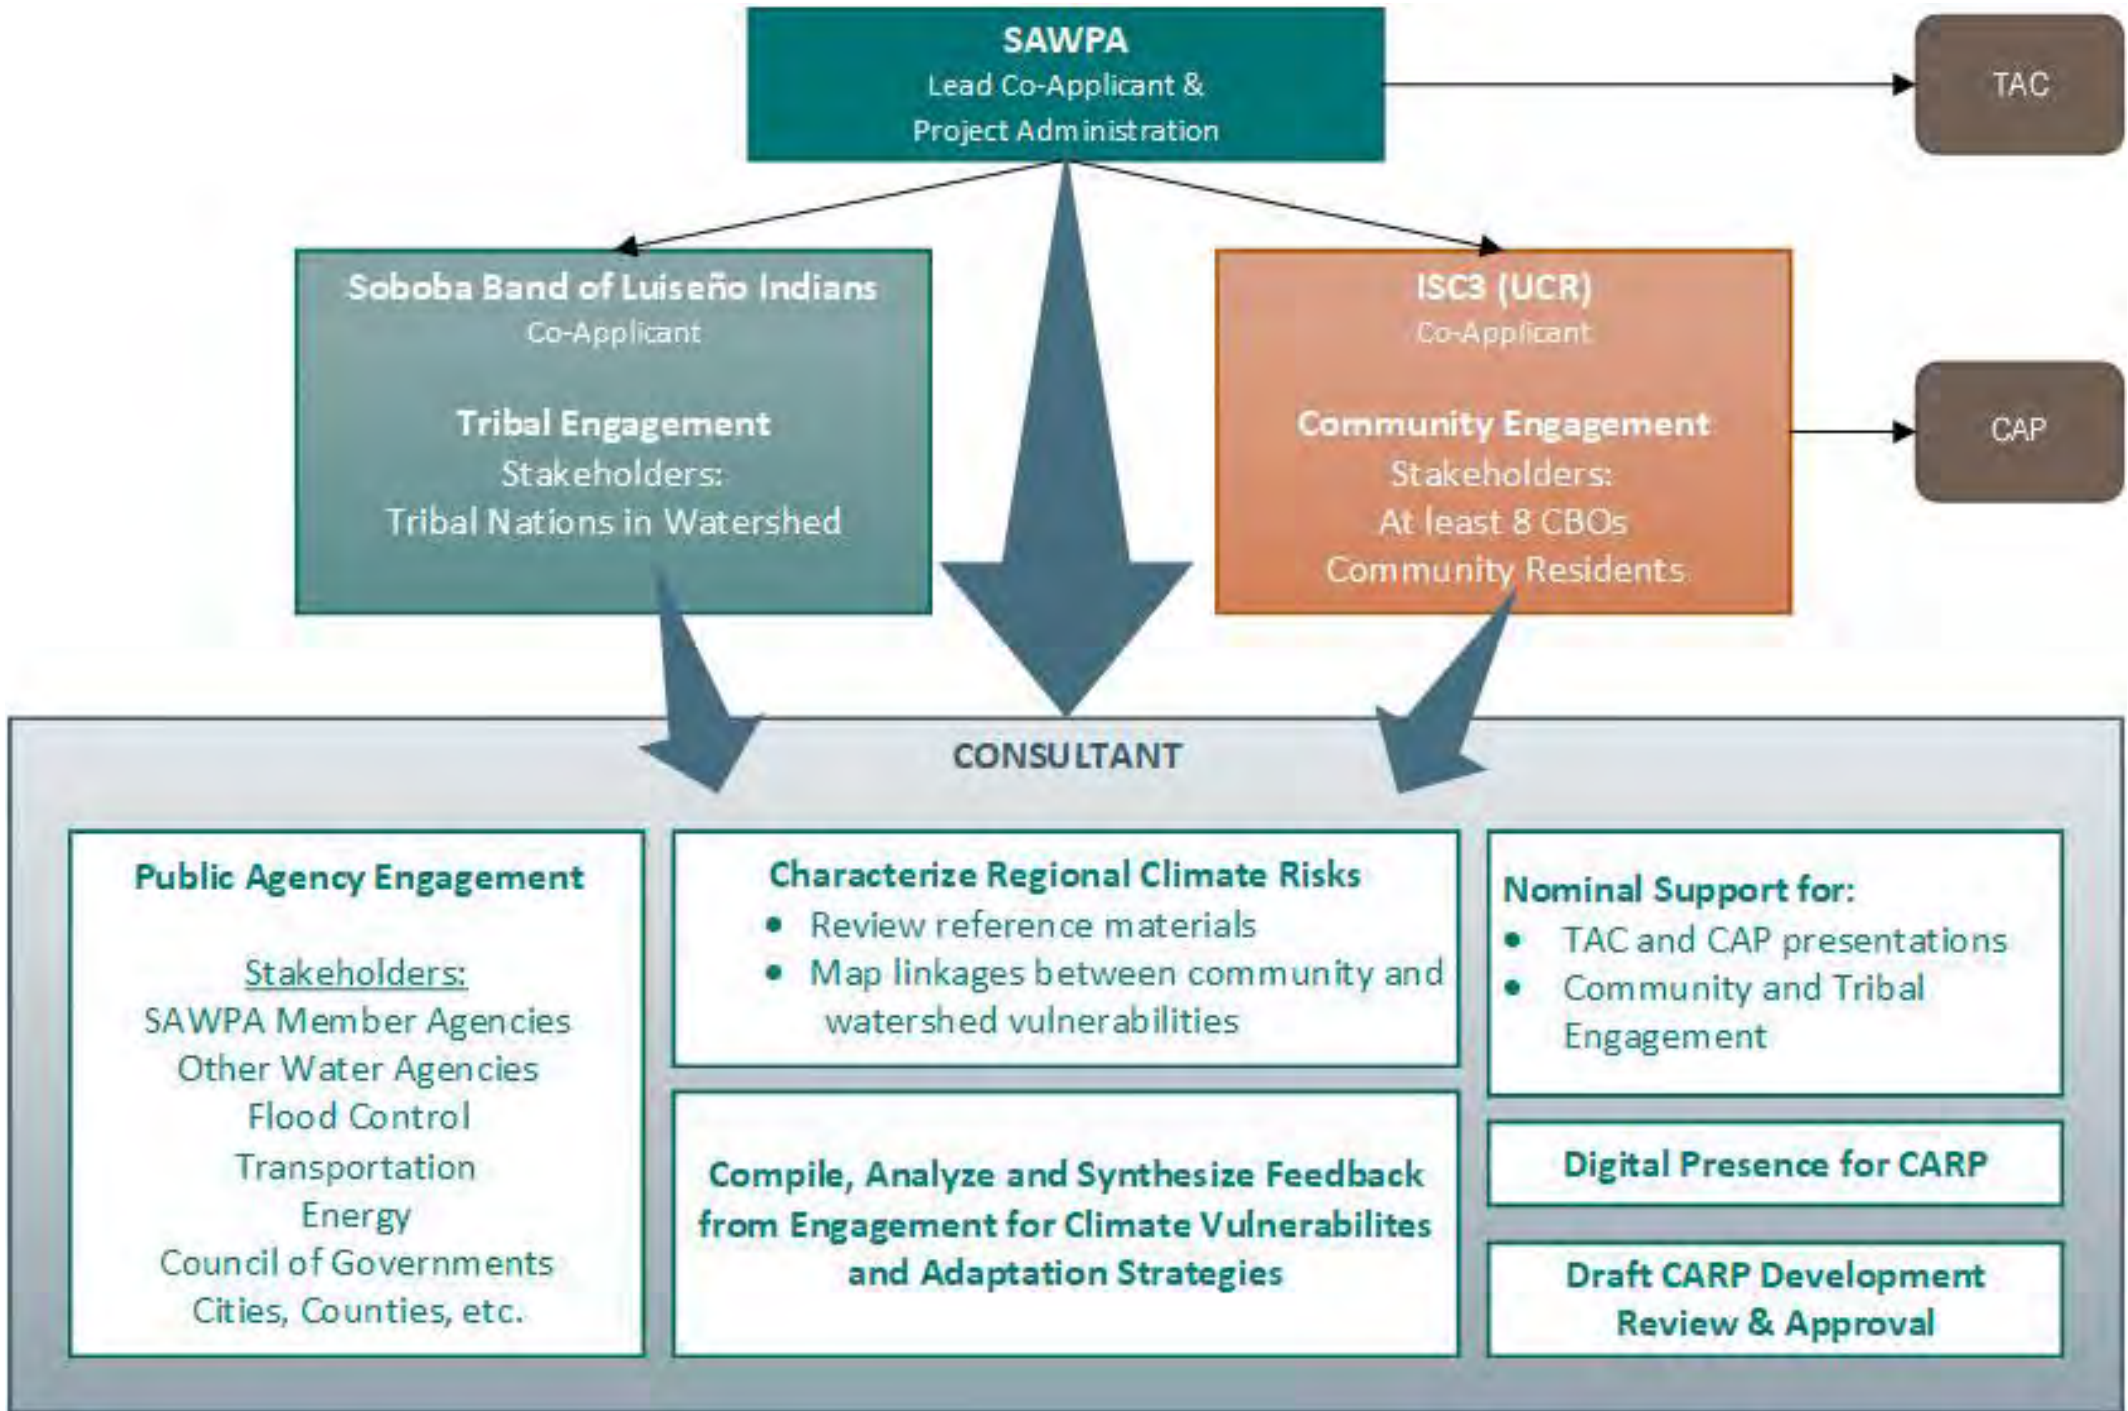 SAWPA
Lead Co-Applicant &
Project Administration
TAC
Soboba Band of Luiseño Indians
Co-Applicant
Tribal Engagement
Stakeholders:
Tribal Nations in Watershed
ISC3 (UCR)
Co-Applicant
Community Engagement
Stakeholders:
At least 8 CBOs
Community Residents
CAP
CONSULTANT
Public Agency Engagement
Stakeholders:
SAWPA Member Agencies
Other Water Agencies
Flood Control
Transportation
Energy
Council of Governments
Cities, Counties, etc.
Characterize Regional Climate Risks
• Review reference materials
• Map linkages between community and
watershed vulnerabilities
Compile, Analyze and Synthesize Feedback
from Engagement for Climate Vulnerabilites
and Adaptation Strategies
Nominal Support for:
• TAC and CAP presentations
• Community and Tribal
Engagement
Digital Presence for CARP
Draft CARP Development
Review & Approval